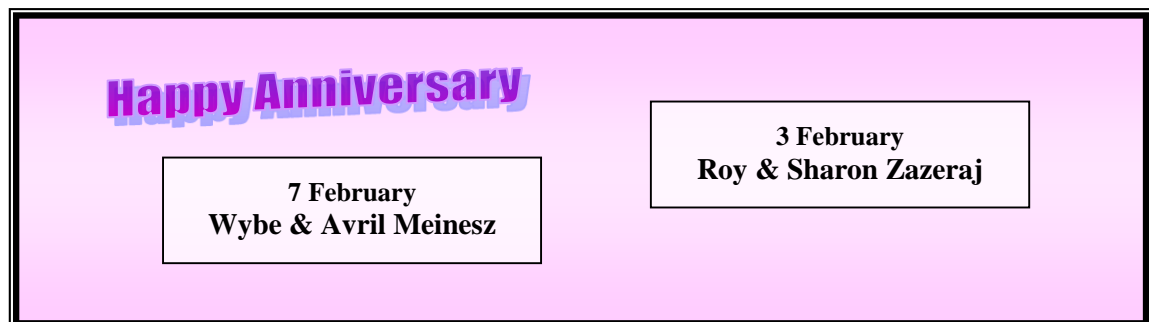 Happy Anniversary
7 February
Wybe & Avril Meinesz
3 February
Roy & Sharon Zazeraj